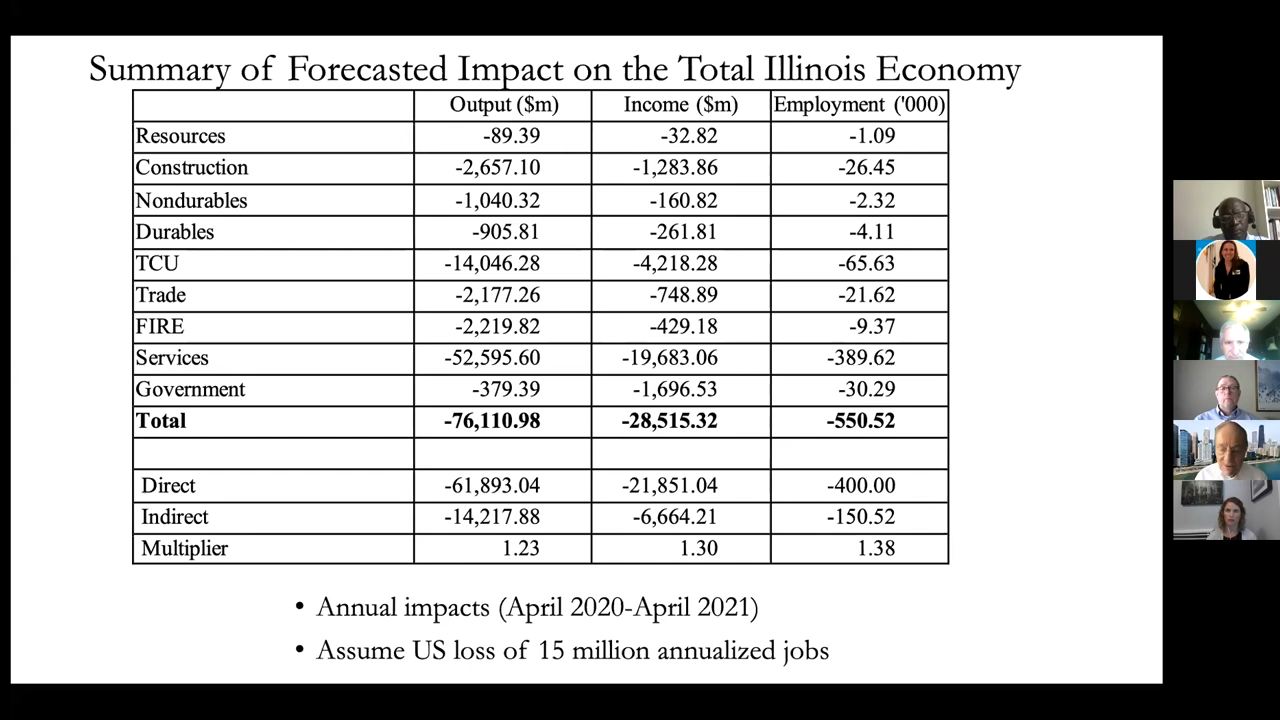 Summary of Forecasted Impact on the Total Illinois Economy
Output ($m) Income ($m) Employment ('000)
Resources -89.39 -32.82 -1.09
Construction -2,657.10 -1,283.86 -26.45
Nondurables -1,040.32 -160.82 -2.32
Durables -905.81 -261.81 -4.11
TCU -14,046.28 -4,218.28 -65.63
Trade -2,177.26 -748.89 -21.62
FIRE -2,219.82 -429.18 -9.37
Services -52,595.60 -19,683.06 -389.62
Government -379.39 -1,696.53 -30.29
Total -76,110.98 -28,515.32 -550.52
Direct -61,893.04 -21,851.04 -400.00
Indirect -14,217.88 -6,664.21 -150.52
Multiplier 1.23 1.30 1.38
• Annual impacts (April 2020-April 2021)
• Assume US loss of 15 million annualized jobs